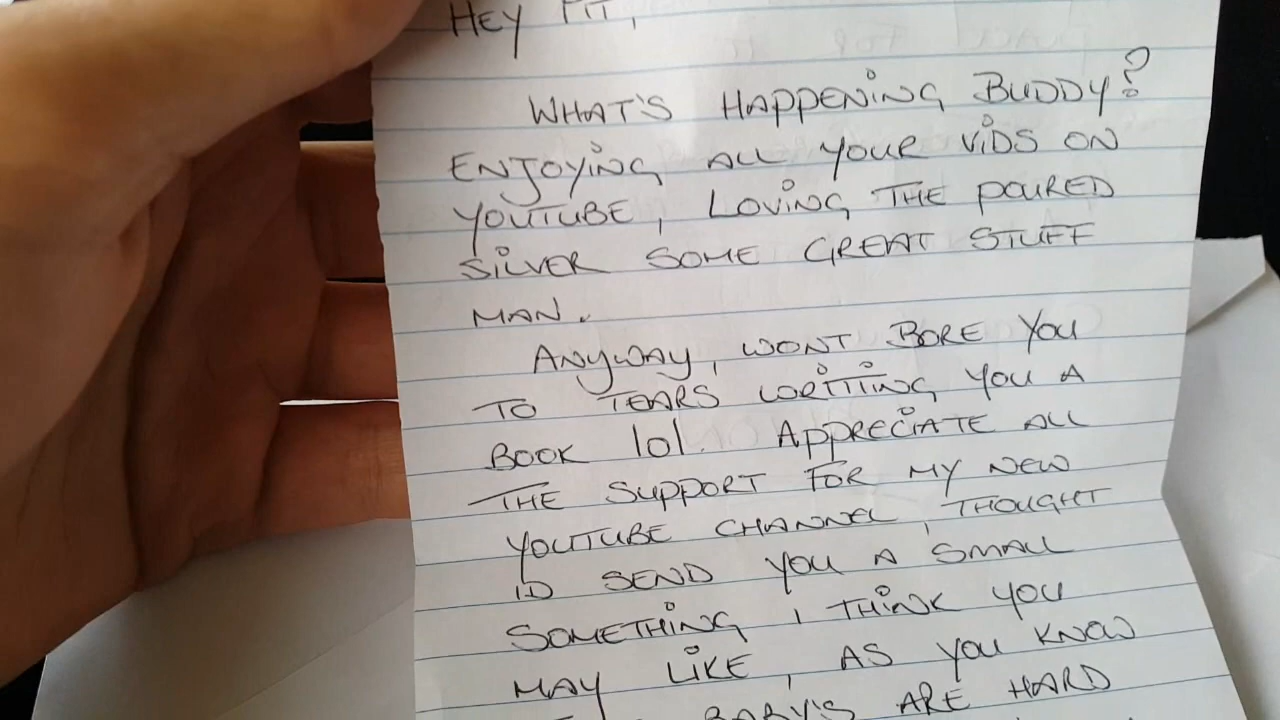 HEY
WHAT'S HAPPENING BUDDY?
ENJOYING ALL YOUR VIDS ON
YOUTUBE, LOVING THE POURED
SILVER SOME GREAT STUFF
MAN.
ANYWAY, WONT BORE YOU
TO TEARS WRITTING YOU A
BOOK lol. APPRECIATE ALL
THE SUPPORT FOR MY NEW
YOUTUBE CHANNEL, THOUGHT
ID SEND YOU A SMALL
SOMETHING I THINK YOU
MAY LIKE, AS YOU KNOW
BABY'S ARE HARD